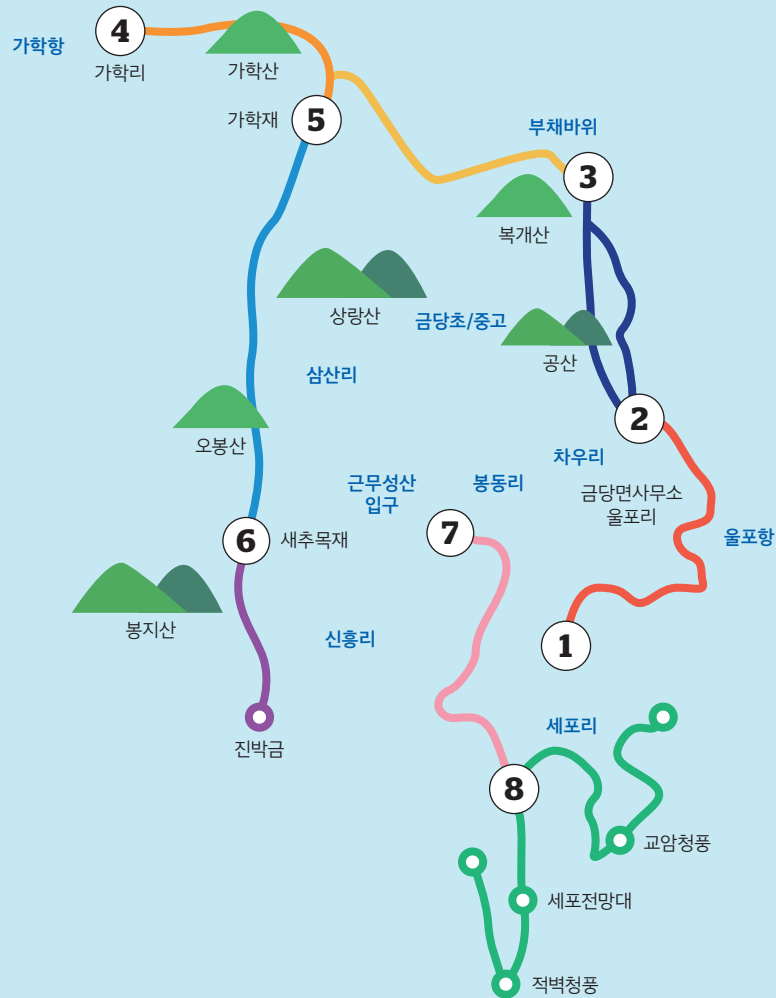 4
가학항
가학리
가학산
가학재
5
부채바위
3
복개산
상랑산
금당초/중고
공산
삼산리
2
오봉산
차우리
금당면사무소
울포리
근무성산
입구
봉동리
7
울포항
6
새추목재
봉지산
신흥리
1
진박금
세포리
8
교암청풍
세포전망대
적벽청풍